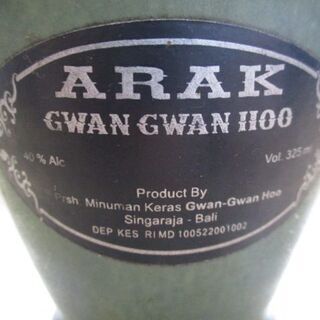 ARAK
GWAN GWAN HOO
40 % Alc
Vol. 325 ml
Product By
Prsh Minuman Keras Gwan-Gwan Hoo
Singaraja - Bali
DEP KES RI MD 100522001002